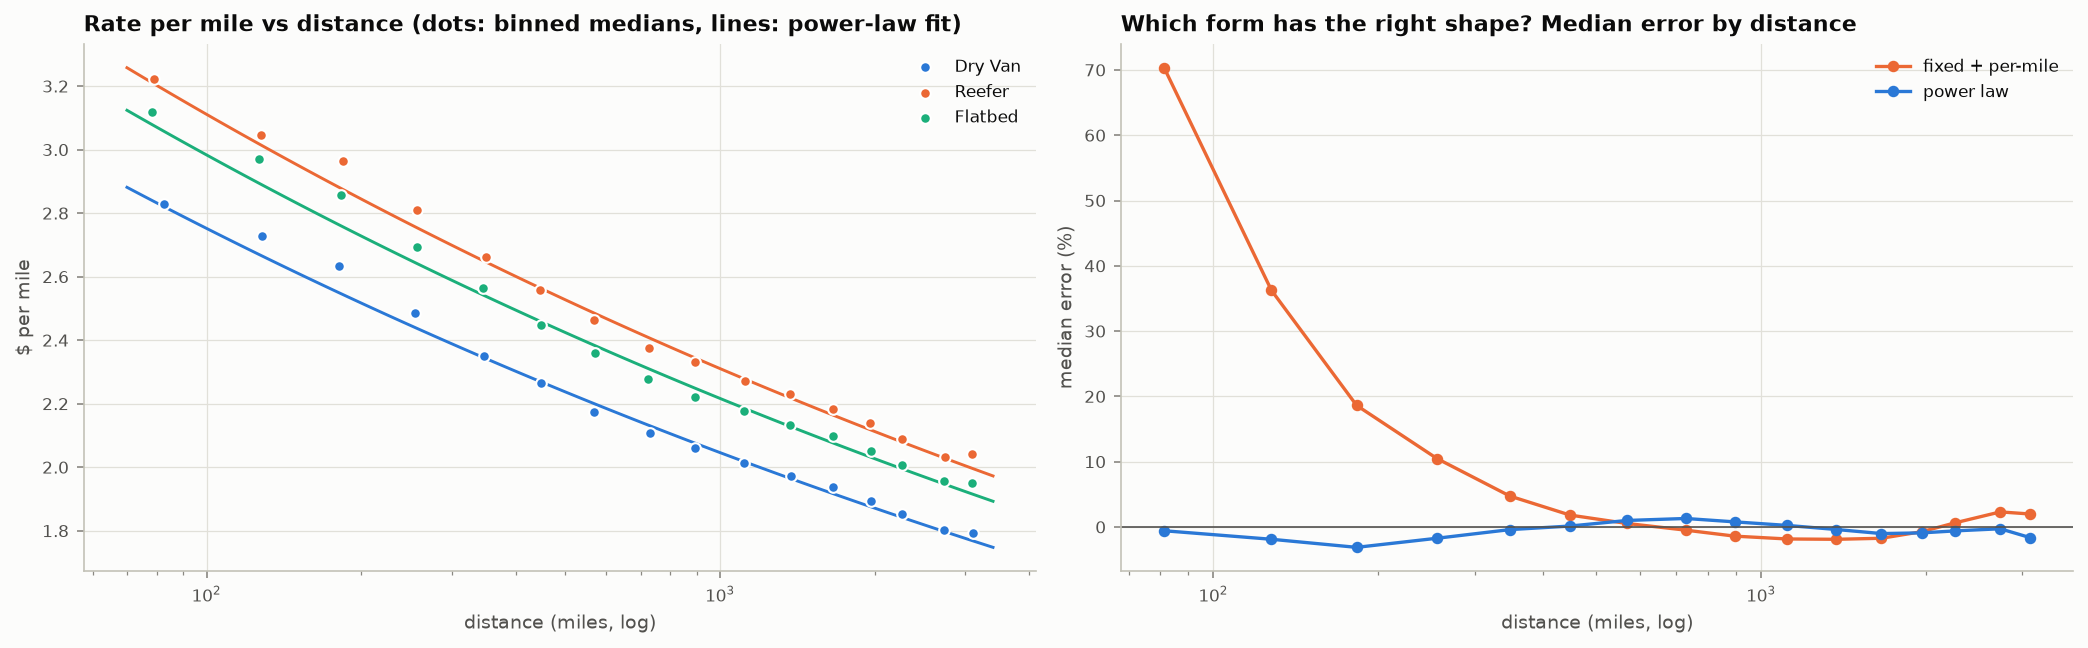 Rate per mile vs distance (dots: binned medians, lines: power-law fit)
$ per mile
3.2
3.0
2.8
2.6
2.4
2.2
2.0
1.8
Dry Van
Reefer
Flatbed
10²
10³
distance (miles, log)
Which form has the right shape? Median error by distance
median error (%)
70
60
50
40
30
20
10
0
fixed + per-mile
power law
10²
10³
distance (miles, log)